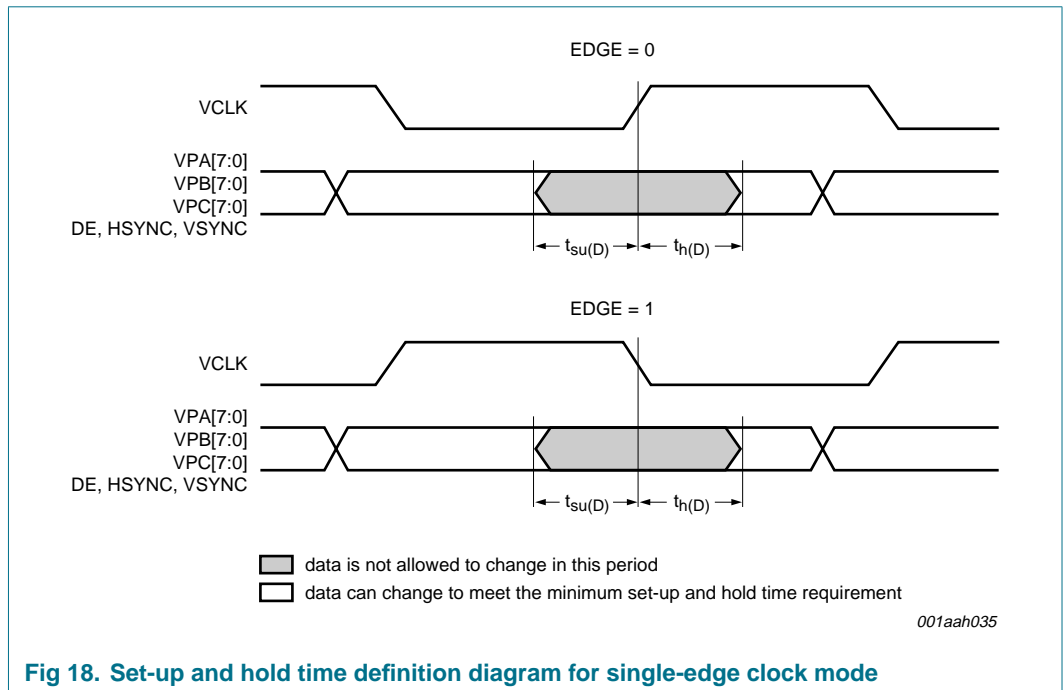 EDGE = 0
VCLK
VPA[7:0]
VPB[7:0]
VPC[7:0]
DE, HSYNC, VSYNC
tsu(D)
th(D)
EDGE = 1
VCLK
VPA[7:0]
VPB[7:0]
VPC[7:0]
DE, HSYNC, VSYNC
tsu(D)
th(D)
data is not allowed to change in this period
data can change to meet the minimum set-up and hold time requirement
001aah035
Fig 18. Set-up and hold time definition diagram for single-edge clock mode